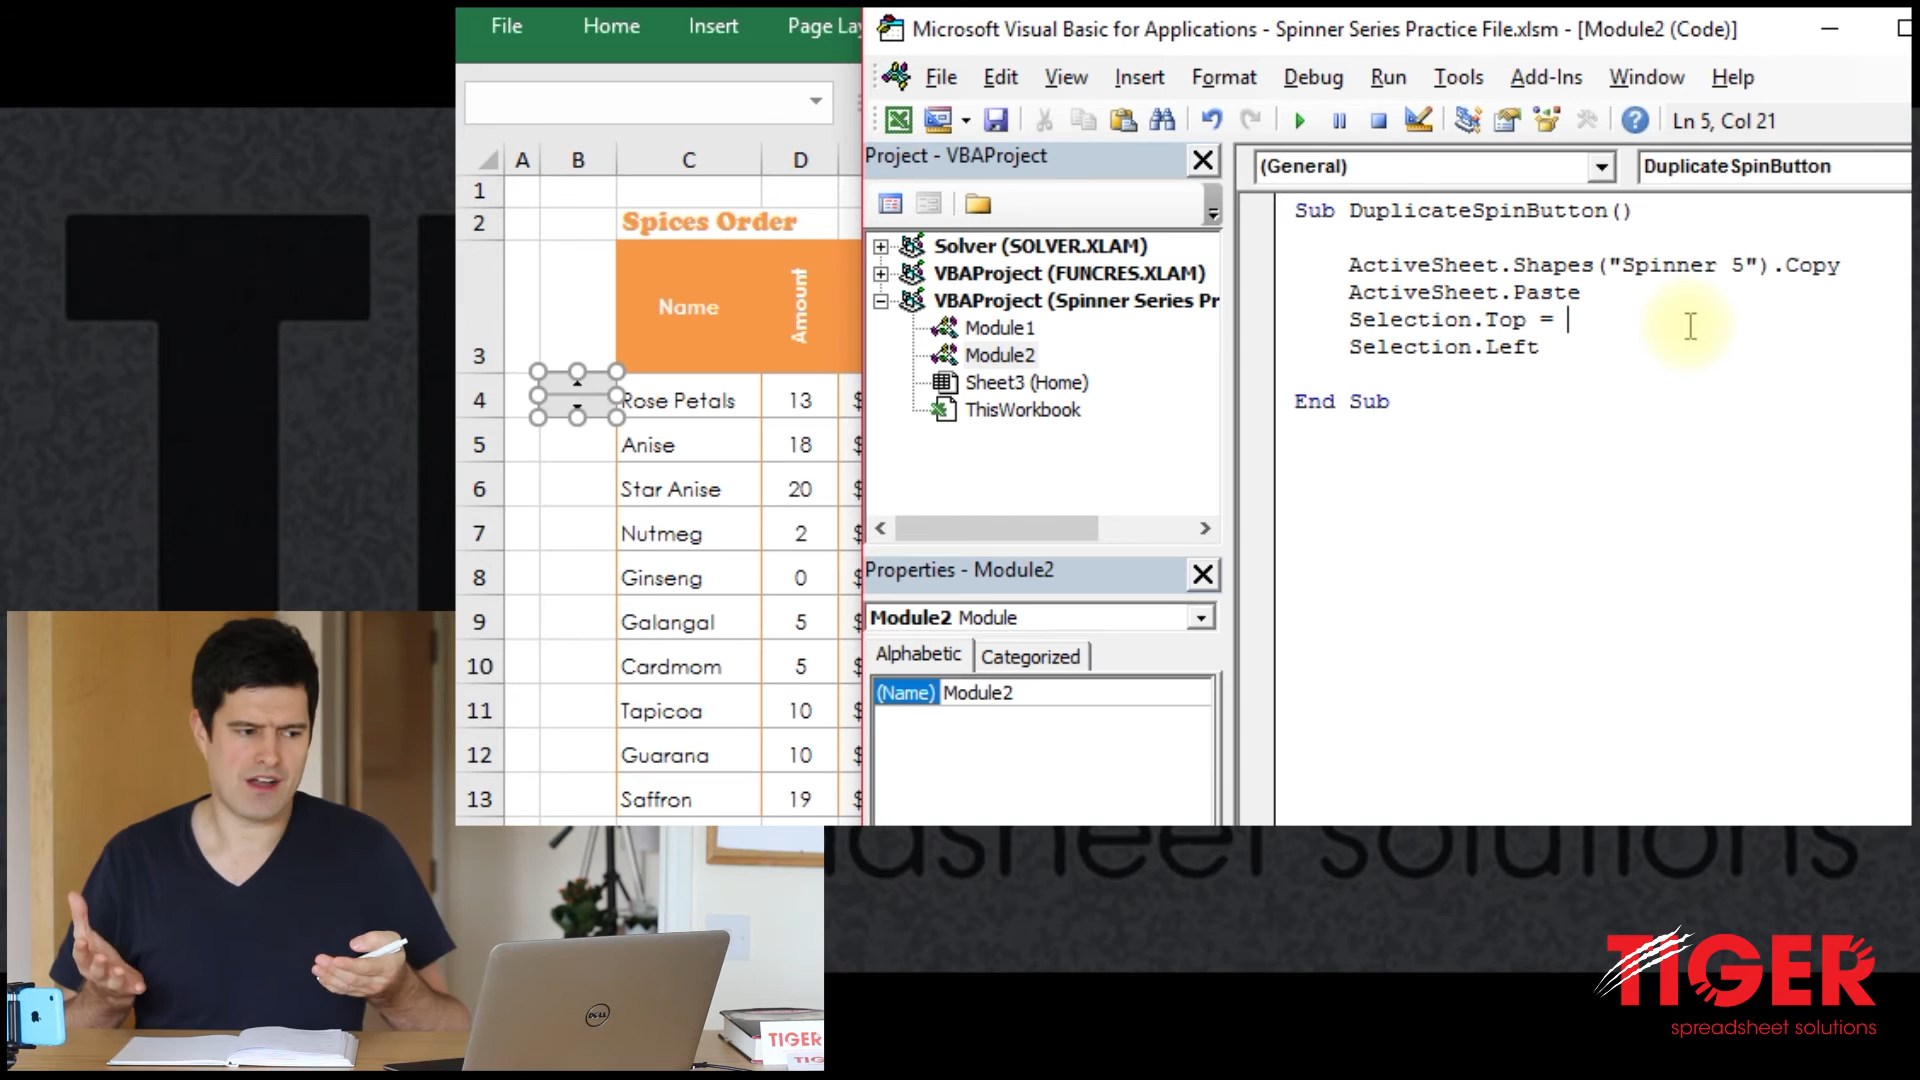 File Home Insert Page Lay
Microsoft Visual Basic for Applications - Spinner Series Practice File.xlsm - [Module2 (Code)]
File Edit View Insert Format Debug Run Tools Add-Ins Window Help
Ln 5, Col 21
Project - VBAProject
(General)
DuplicateSpinButton
Solver (SOLVER.XLAM)
VBAProject (FUNCRES.XLAM)
VBAProject (Spinner Series Pr
Module1
Module2
Sheet3 (Home)
ThisWorkbook
Properties - Module2
Module2 Module
Alphabetic Categorized
(Name) Module2
Sub DuplicateSpinButton()
ActiveSheet.Shapes("Spinner 5").Copy
ActiveSheet.Paste
Selection.Top =
Selection.Left
End Sub
A B C D
1
2 Spices Order
3 Name Amount
4 Rose Petals 13 $
5 Anise 18 $
6 Star Anise 20 $
7 Nutmeg 2 $
8 Ginseng 0 $
9 Galangal 5 $
10 Cardmom 5 $
11 Tapicoa 10 $
12 Guarana 10 $
13 Saffron 19 $
adsheet solutions
DELL
TIGER
TIG
TIGER
spreadsheet solutions